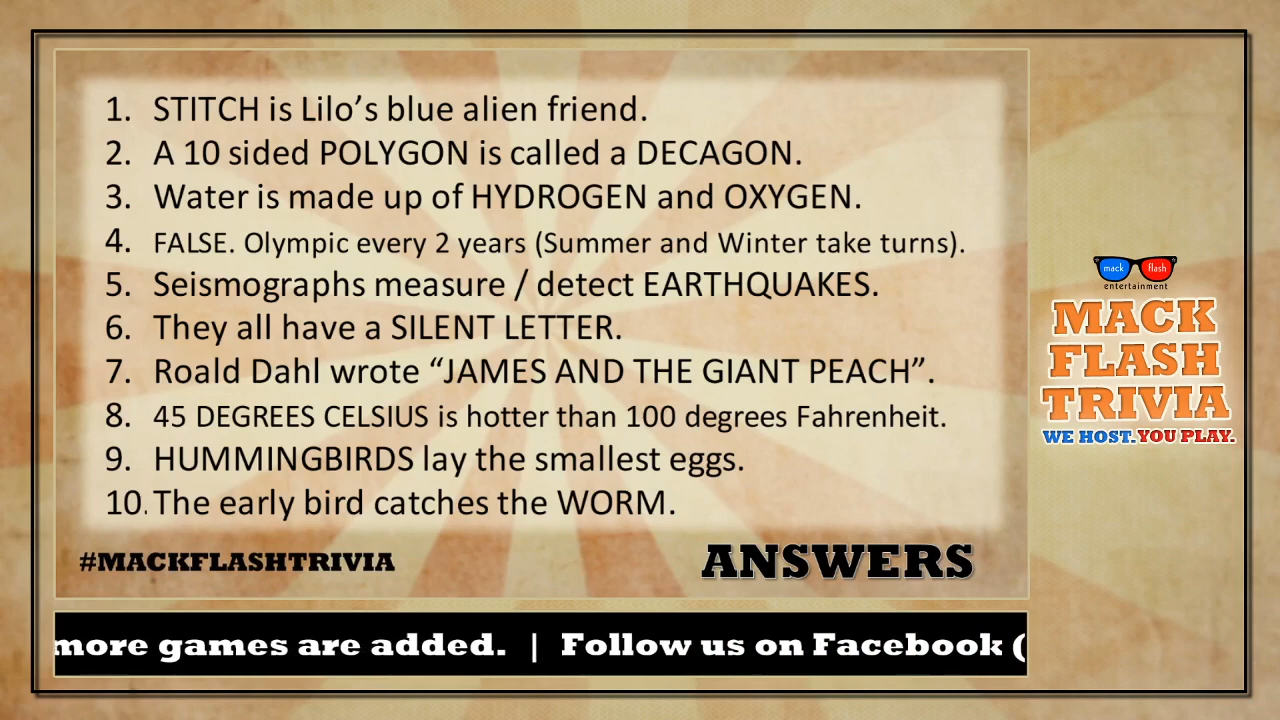 1. STITCH is Lilo’s blue alien friend.
2. A 10 sided POLYGON is called a DECAGON.
3. Water is made up of HYDROGEN and OXYGEN.
4. FALSE. Olympic every 2 years (Summer and Winter take turns).
5. Seismographs measure / detect EARTHQUAKES.
6. They all have a SILENT LETTER.
7. Roald Dahl wrote “JAMES AND THE GIANT PEACH”.
8. 45 DEGREES CELSIUS is hotter than 100 degrees Fahrenheit.
9. HUMMINGBIRDS lay the smallest eggs.
10. The early bird catches the WORM.
#MACKFLASHTRIVIA
ANSWERS
more games are added. | Follow us on Facebook (
mack flash
entertainment
MACK
FLASH
TRIVIA
WE HOST. YOU PLAY.